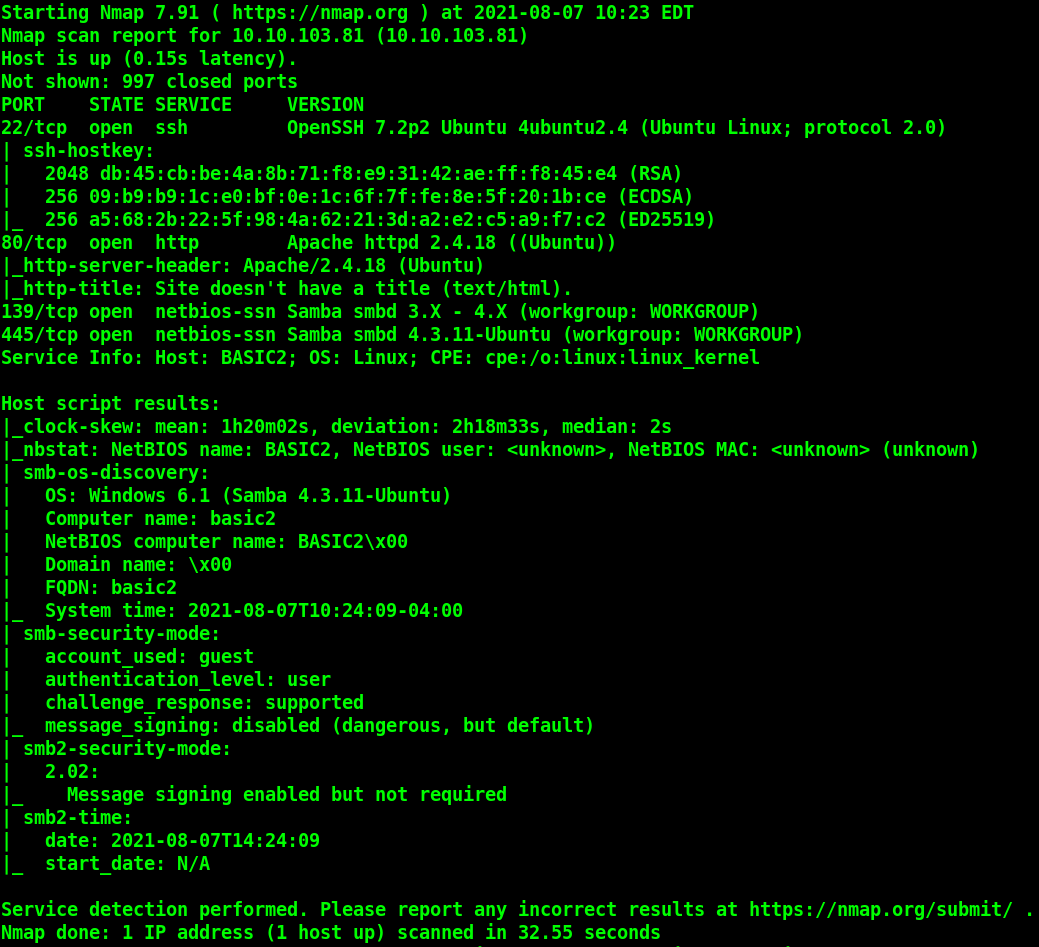 Starting Nmap 7.91 ( https://nmap.org ) at 2021-08-07 10:23 EDT
Nmap scan report for 10.10.103.81 (10.10.103.81)
Host is up (0.15s latency).
Not shown: 997 closed ports
PORT    STATE SERVICE     VERSION
22/tcp  open  ssh         OpenSSH 7.2p2 Ubuntu 4ubuntu2.4 (Ubuntu Linux; protocol 2.0)
| ssh-hostkey:
|   2048 db:45:cb:be:4a:8b:71:f8:e9:31:42:ae:ff:f8:45:e4 (RSA)
|   256 09:b9:b9:1c:e0:bf:0e:1c:6f:7f:fe:8e:5f:20:1b:ce (ECDSA)
|_  256 a5:68:2b:22:5f:98:4a:62:21:3d:a2:e2:c5:a9:f7:c2 (ED25519)
80/tcp  open  http        Apache httpd 2.4.18 ((Ubuntu))
|_http-server-header: Apache/2.4.18 (Ubuntu)
|_http-title: Site doesn't have a title (text/html).
139/tcp open  netbios-ssn Samba smbd 3.X - 4.X (workgroup: WORKGROUP)
445/tcp open  netbios-ssn Samba smbd 4.3.11-Ubuntu (workgroup: WORKGROUP)
Service Info: Host: BASIC2; OS: Linux; CPE: cpe:/o:linux:linux_kernel

Host script results:
|_clock-skew: mean: 1h20m02s, deviation: 2h18m33s, median: 2s
|_nbstat: NetBIOS name: BASIC2, NetBIOS user: <unknown>, NetBIOS MAC: <unknown> (unknown)
| smb-os-discovery:
|   OS: Windows 6.1 (Samba 4.3.11-Ubuntu)
|   Computer name: basic2
|   NetBIOS computer name: BASIC2\x00
|   Domain name: \x00
|   FQDN: basic2
|_  System time: 2021-08-07T10:24:09-04:00
| smb-security-mode:
|   account_used: guest
|   authentication_level: user
|   challenge_response: supported
|_  message_signing: disabled (dangerous, but default)
| smb2-security-mode:
|   2.02:
|_    Message signing enabled but not required
| smb2-time:
|   date: 2021-08-07T14:24:09
|_  start_date: N/A

Service detection performed. Please report any incorrect results at https://nmap.org/submit/ .
Nmap done: 1 IP address (1 host up) scanned in 32.55 seconds